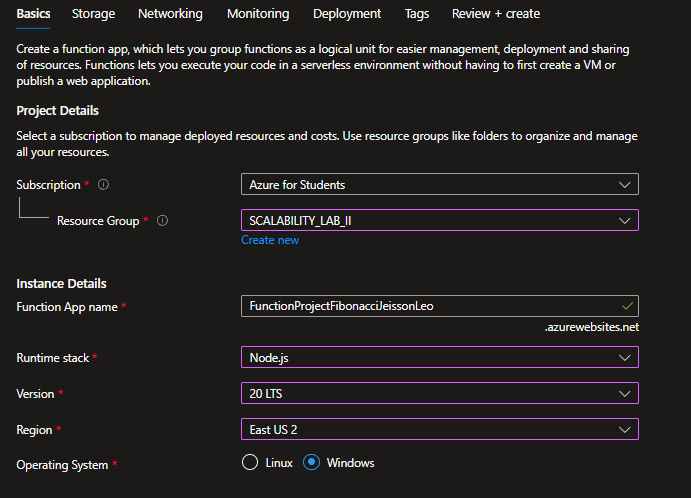 Basics Storage Networking Monitoring Deployment Tags Review + create
Create a function app, which lets you group functions as a logical unit for easier management, deployment and sharing
of resources. Functions lets you execute your code in a serverless environment without having to first create a VM or
publish a web application.
Project Details
Select a subscription to manage deployed resources and costs. Use resource groups like folders to organize and manage
all your resources.
Subscription * Azure for Students
Resource Group * SCALABILITY_LAB_II
Create new
Instance Details
Function App name * FunctionProjectFibonacciJeissonLeo
.azurewebsites.net
Runtime stack * Node.js
Version * 20 LTS
Region * East US 2
Operating System * Linux Windows